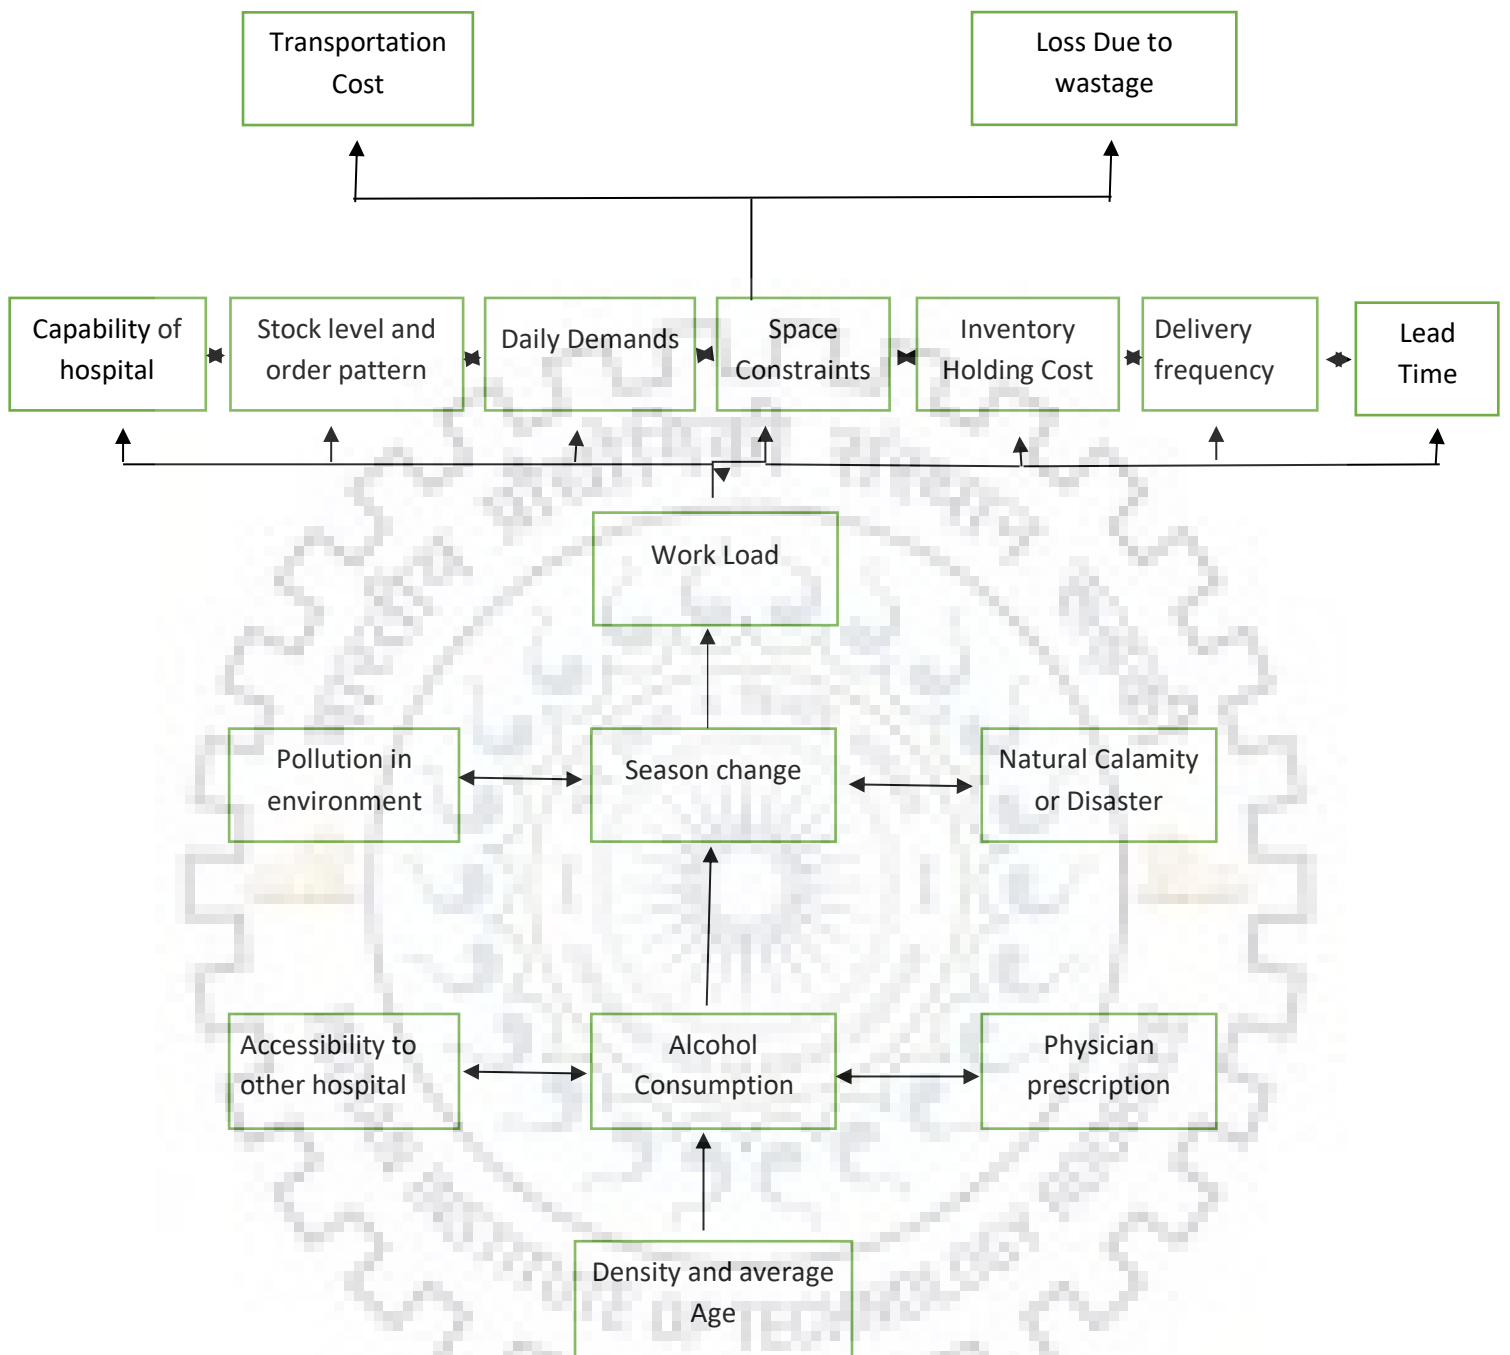 Transportation
Cost
Loss Due to
wastage
Capability of
hospital
Stock level and
order pattern
Daily Demands
Space
Constraints
Inventory
Holding Cost
Delivery
frequency
Lead
Time
Work Load
Pollution in
environment
Season change
Natural Calamity
or Disaster
Accessibility to
other hospital
Alcohol
Consumption
Physician
prescription
Density and average
Age